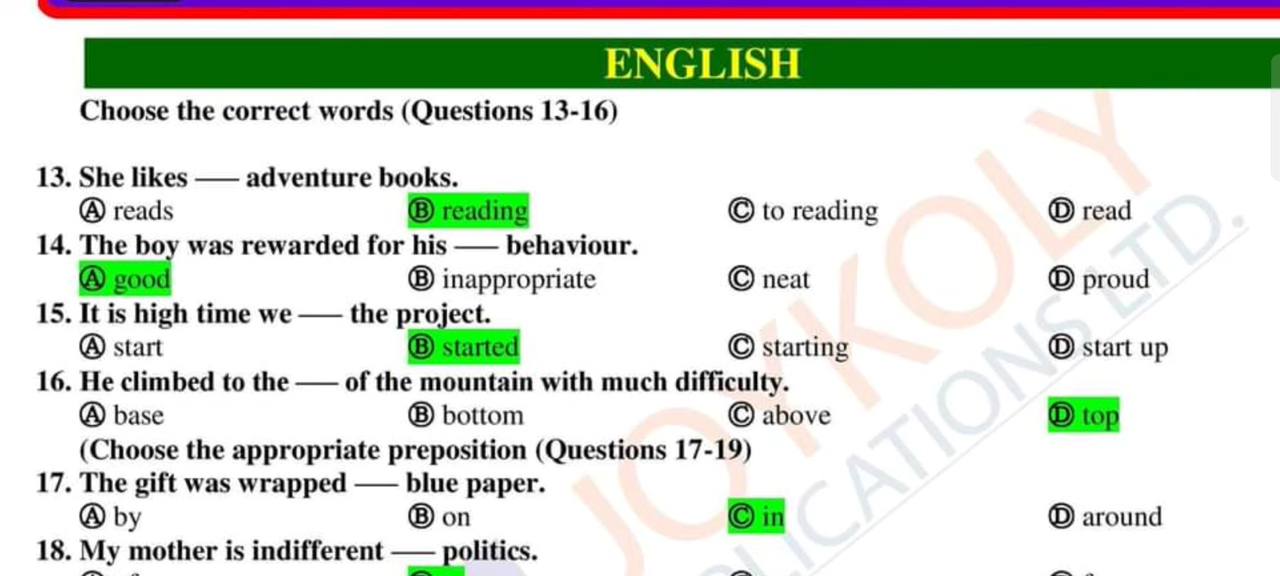 ENGLISH
Choose the correct words (Questions 13-16)
13. She likes —— adventure books.
Ⓐ reads Ⓑ reading Ⓒ to reading Ⓓ read
14. The boy was rewarded for his —— behaviour.
Ⓐ good Ⓑ inappropriate Ⓒ neat Ⓓ proud
15. It is high time we —— the project.
Ⓐ start Ⓑ started Ⓒ starting Ⓓ start up
16. He climbed to the —— of the mountain with much difficulty.
Ⓐ base Ⓑ bottom Ⓒ above Ⓓ top
(Choose the appropriate preposition (Questions 17-19)
17. The gift was wrapped —— blue paper.
Ⓐ by Ⓑ on Ⓒ in Ⓓ around
18. My mother is indifferent —— politics.
JOYKOLY
LICATIONS LTD.